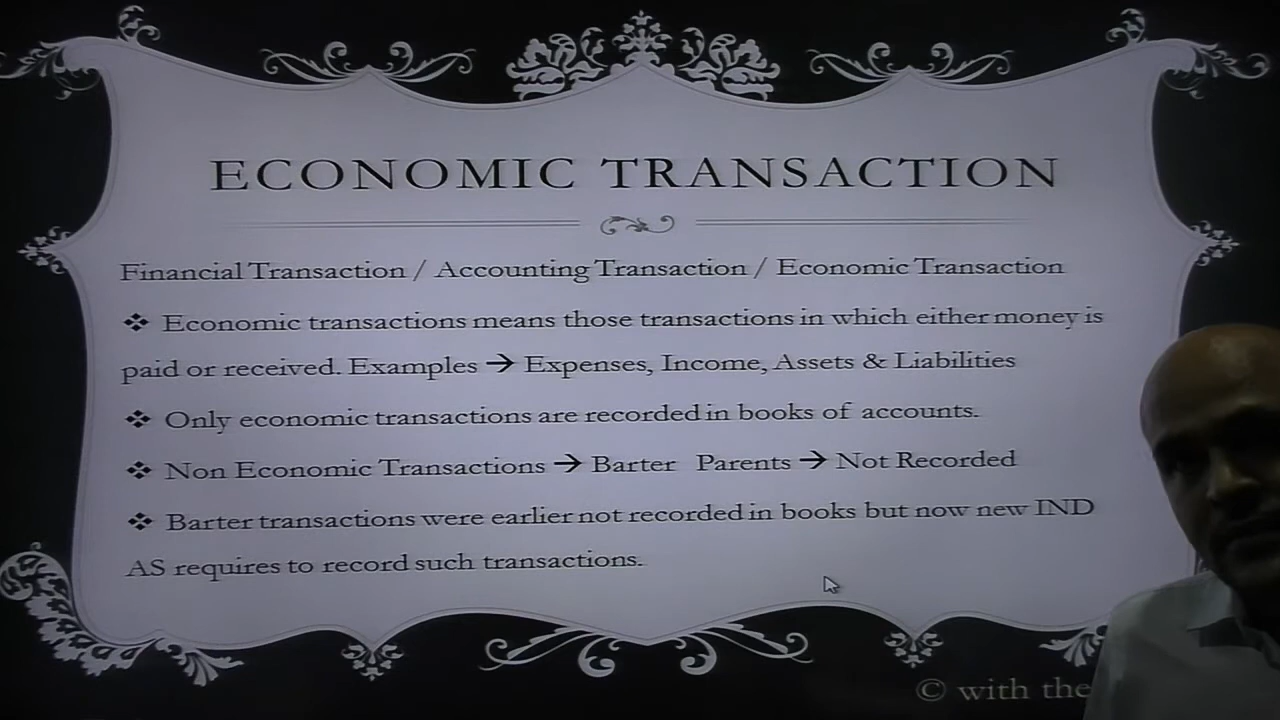 ECONOMIC TRANSACTION
Financial Transaction / Accounting Transaction / Economic Transaction
❖ Economic transactions means those transactions in which either money is
paid or received. Examples → Expenses, Income, Assets & Liabilities
❖ Only economic transactions are recorded in books of accounts.
❖ Non Economic Transactions → Barter Parents → Not Recorded
❖ Barter transactions were earlier not recorded in books but now new IND
AS requires to record such transactions.
© with the